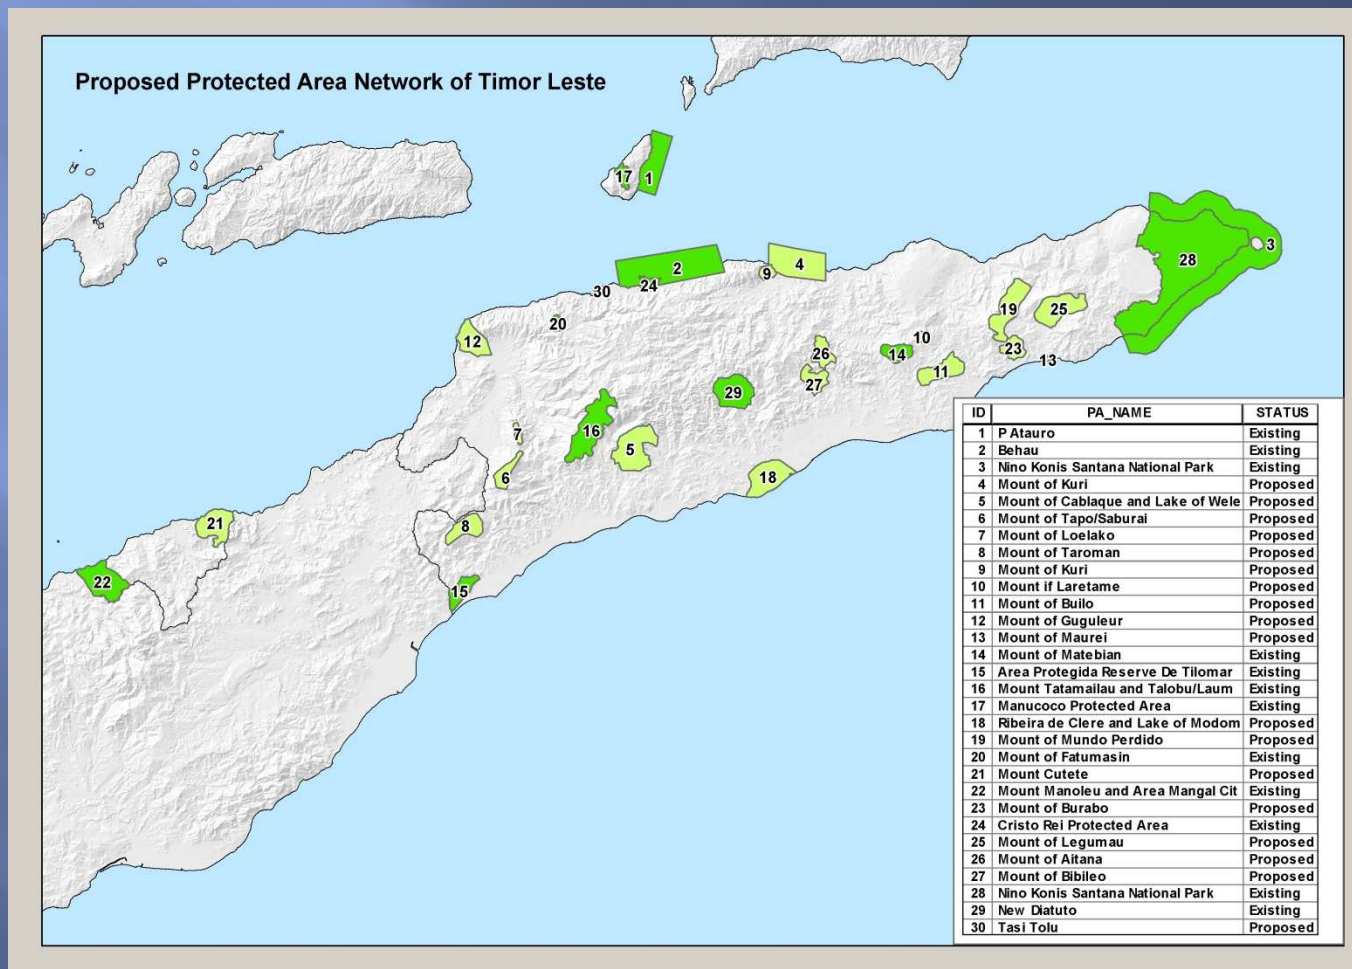 Proposed Protected Area Network of Timor Leste
17
1
3
28
2
4
9
24
30
19
25
20
12
10
26
14
23
13
11
27
29
16
7
5
6
18
21
8
22
15
ID PA_NAME STATUS
1 P Atauro Existing
2 Behau Existing
3 Nino Konis Santana National Park Existing
4 Mount of Kuri Proposed
5 Mount of Cablaque and Lake of Wele Proposed
6 Mount of Tapo/Saburai Proposed
7 Mount of Loelako Proposed
8 Mount of Taroman Proposed
9 Mount of Kuri Proposed
10 Mount if Laretame Proposed
11 Mount of Builo Proposed
12 Mount of Guguleur Proposed
13 Mount of Maurei Proposed
14 Mount of Matebian Existing
15 Area Protegida Reserve De Tilomar Existing
16 Mount Tatamailau and Talobu/Laum Existing
17 Manucoco Protected Area Existing
18 Ribeira de Clere and Lake of Modom Proposed
19 Mount of Mundo Perdido Proposed
20 Mount of Fatumasin Existing
21 Mount Cutete Proposed
22 Mount Manoleu and Area Mangal Cit Existing
23 Mount of Burabo Proposed
24 Cristo Rei Protected Area Existing
25 Mount of Legumau Proposed
26 Mount of Aitana Proposed
27 Mount of Bibileo Proposed
28 Nino Konis Santana National Park Existing
29 New Diatuto Existing
30 Tasi Tolu Proposed